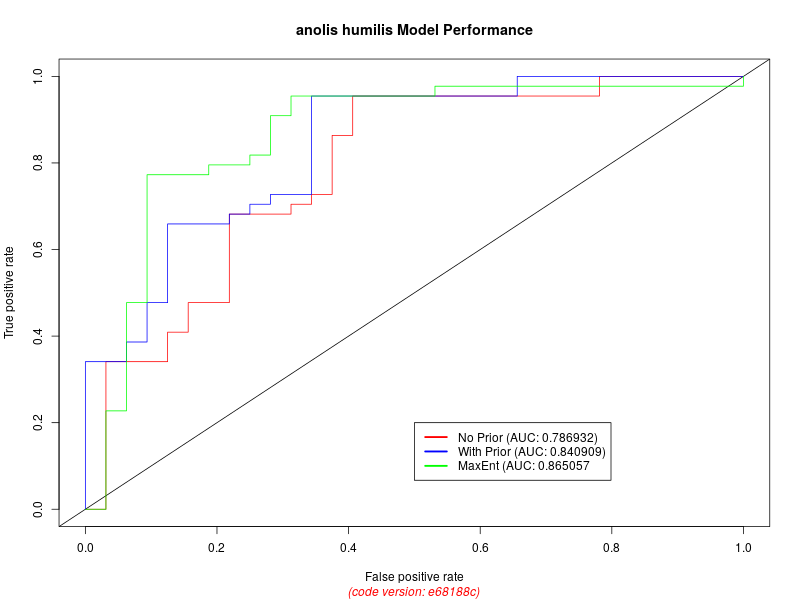 anolis humilis Model Performance
True positive rate
1.0
0.8
0.6
0.4
0.2
0.0
No Prior (AUC: 0.786932)
With Prior (AUC: 0.840909)
MaxEnt (AUC: 0.865057
0.0 0.2 0.4 0.6 0.8 1.0
False positive rate
(code version: e68188c)